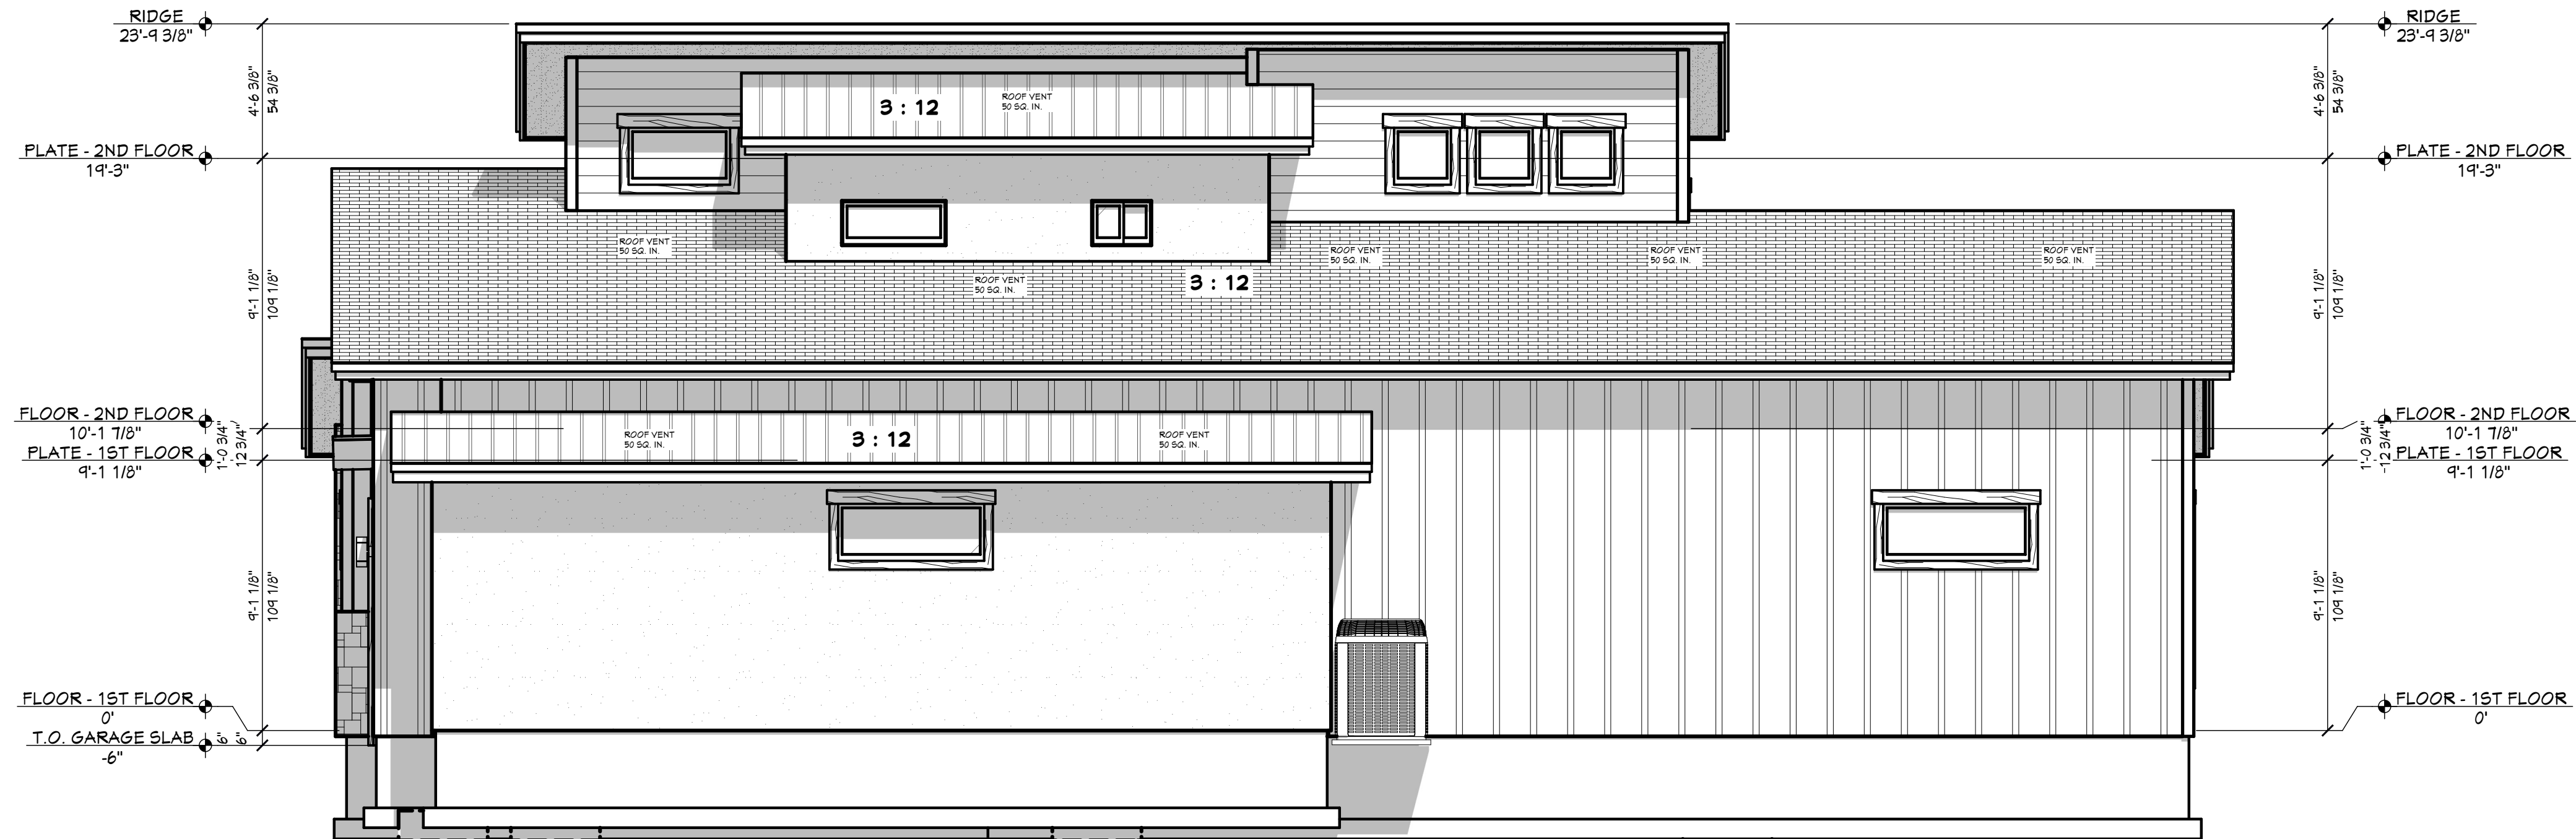 RIDGE
23'-9 3/8"
RIDGE
23'-9 3/8"
4'-6 3/8"
54 3/8"
4'-6 3/8"
54 3/8"
3 : 12
ROOF VENT
50 SQ. IN.
PLATE - 2ND FLOOR
19'-3"
PLATE - 2ND FLOOR
19'-3"
ROOF VENT
50 SQ. IN.
ROOF VENT
50 SQ. IN.
ROOF VENT
50 SQ. IN.
ROOF VENT
50 SQ. IN.
ROOF VENT
50 SQ. IN.
3 : 12
9'-1 1/8"
109 1/8"
9'-1 1/8"
109 1/8"
FLOOR - 2ND FLOOR
10'-1 7/8"
PLATE - 1ST FLOOR
9'-1 1/8"
1'-0 3/4"
12 3/4"
ROOF VENT
50 SQ. IN.
3 : 12
ROOF VENT
50 SQ. IN.
FLOOR - 2ND FLOOR
10'-1 7/8"
PLATE - 1ST FLOOR
9'-1 1/8"
1'-0 3/4"
12 3/4"
9'-1 1/8"
109 1/8"
9'-1 1/8"
109 1/8"
FLOOR - 1ST FLOOR
0'
T.O. GARAGE SLAB
-6"
6"
6"
FLOOR - 1ST FLOOR
0'